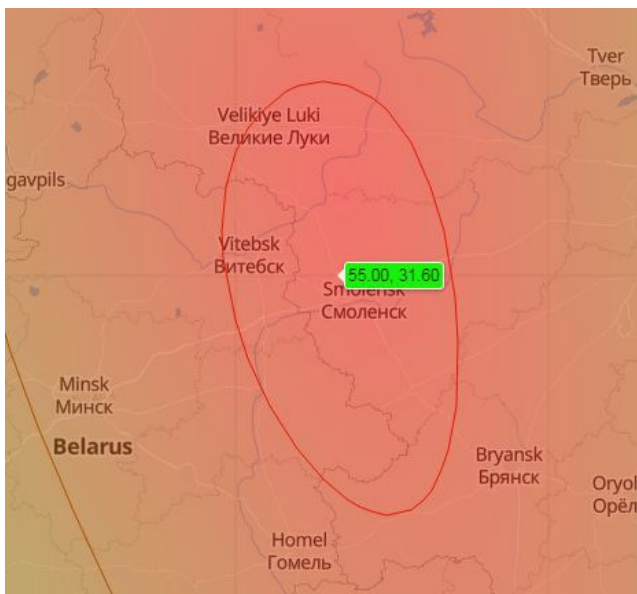 Tver
Тверь
Velikiye Luki
Великие Луки
gavpils
Vitebsk
Витебск
55.00, 31.60
Smolensk
Смоленск
Minsk
Минск
Belarus
Bryansk
Брянск
Oryol
Орёл
Homel
Гомель